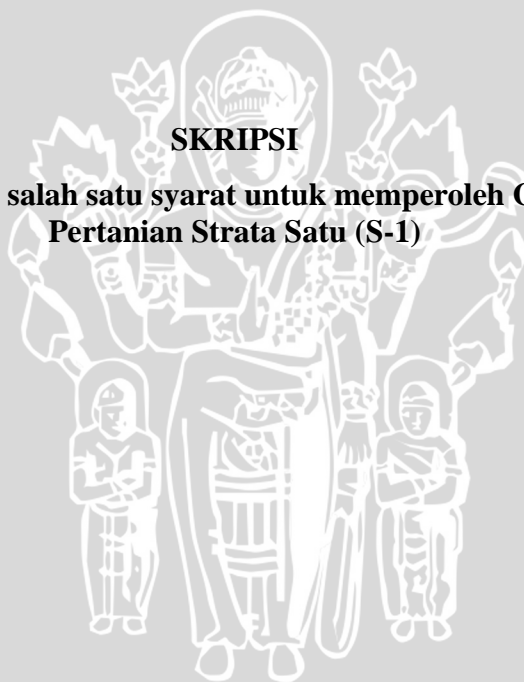 SKRIPSI
salah satu syarat untuk memperoleh
Pertanian Strata Satu (S-1)